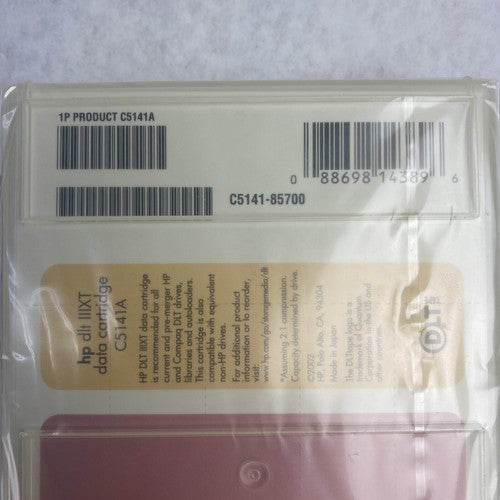 1P PRODUCT C5141A
0 88698 14389 6
C5141-85700
hp dlt IIIXT
data cartridge
C5141A
HP DLT IIIXT data cartridge
is recommended for all
current and pre-merger HP
and Compaq DLT drives,
libraries and autoloaders.
This cartridge is also
compatible with equivalent
non-HP drives.
For additional product
information or to reorder,
visit:
www.hp.com/go/storagemedia/dlt
*Assuming 2:1 compression.
Capacity determined by drive.
©2002
HP, Palo Alto, CA, 94304
Made in Japan
The DLTtape logo is a
trademark of Quantum
Corporation in the US and
other
DLT